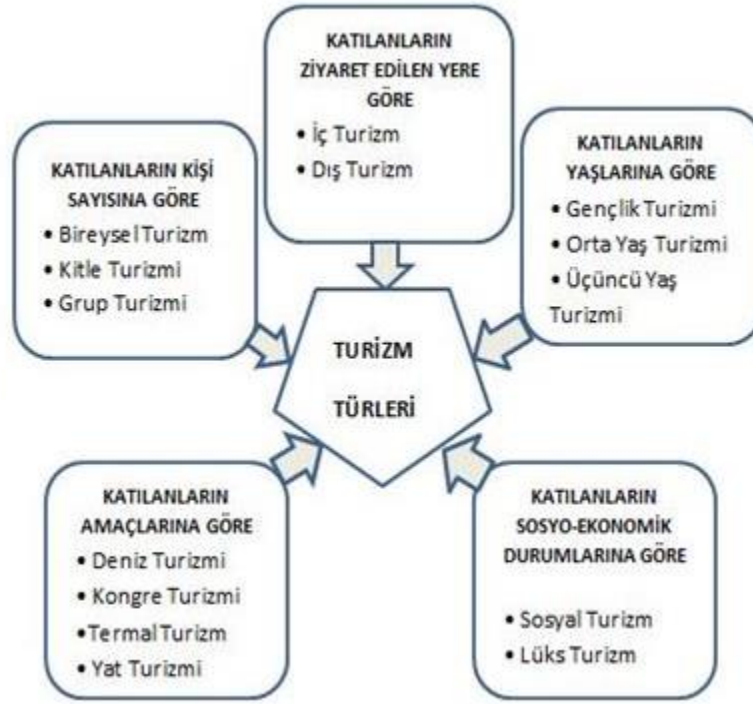 KATILANLARIN
ZİYARET EDİLEN YERE
GÖRE
• İç Turizm
• Dış Turizm
KATILANLARIN KİŞİ
SAYISINA GÖRE
• Bireysel Turizm
• Kitle Turizmi
• Grup Turizmi
KATILANLARIN
YAŞLARINA GÖRE
• Gençlik Turizmi
• Orta Yaş Turizmi
• Üçüncü Yaş
Turizmi
TURİZM
TÜRLERİ
KATILANLARIN
AMAÇLARINA GÖRE
• Deniz Turizmi
• Kongre Turizmi
•Termal Turizm
• Yat Turizmi
KATILANLARIN
SOSYO-EKONOMİK
DURUMLARINA GÖRE
• Sosyal Turizm
• Lüks Turizm